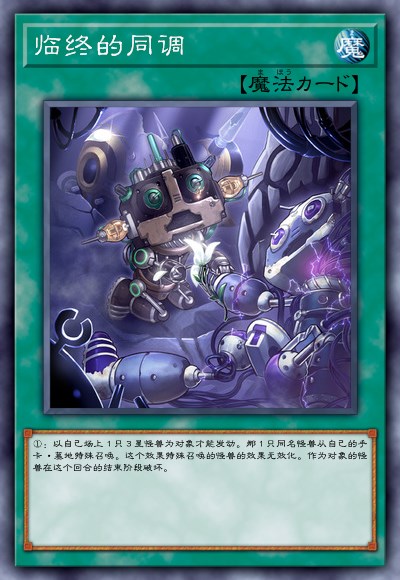 临终的同调
魔
【魔法カード】
①：以自己场上1只3星怪兽为对象才能发动。那1只同名怪兽从自己的手
卡・墓地特殊召唤。这个效果特殊召唤的怪兽的效果无效化。作为对象的怪
兽在这个回合的结束阶段破坏。